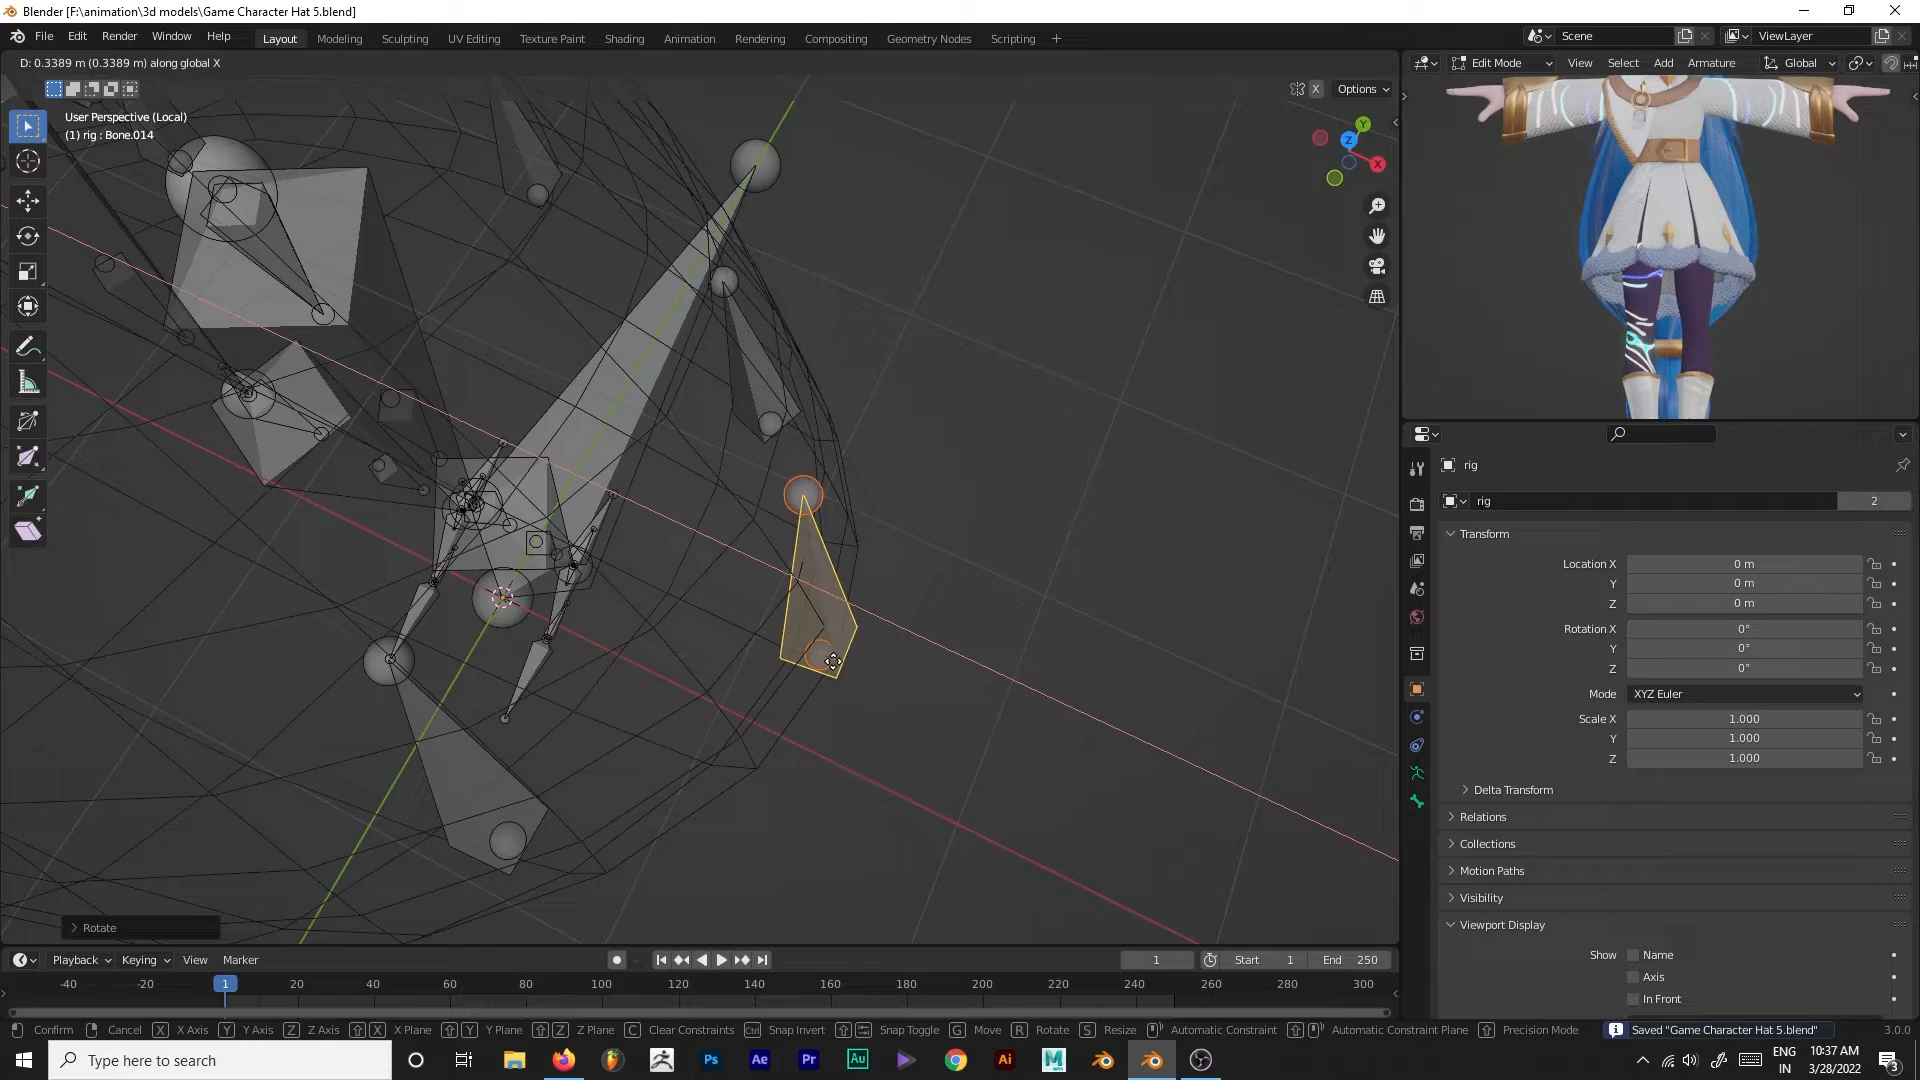 Blender [F:\animation\3d models\Game Character Hat 5.blend]
File Edit Render Window Help Layout Modeling Sculpting UV Editing Texture Paint Shading Animation Rendering Compositing Geometry Nodes Scripting + Scene ViewLayer
D: 0.3389 m (0.3389 m) along global X
Edit Mode View Select Add Armature Global
X Options
User Perspective (Local)
(1) rig : Bone.014
Y
Z
X
rig
rig 2
Transform
Location X 0 m
Y 0 m
Z 0 m
Rotation X 0°
Y 0°
Z 0°
Mode XYZ Euler
Scale X 1.000
Y 1.000
Z 1.000
Delta Transform
Relations
Collections
Motion Paths
Visibility
Viewport Display
Show Name
Axis
In Front
Rotate
Playback Keying View Marker 1 Start 1 End 250
-40 -20 1 20 40 60 80 100 120 140 160 180 200 220 240 260 280 300
Confirm Cancel X X Axis Y Y Axis Z Z Axis X X Plane Y Y Plane Z Z Plane C Clear Constraints Ctrl Snap Invert Snap Toggle G Move R Rotate S Resize Automatic Constraint Automatic Constraint Plane Precision Mode Saved "Game Character Hat 5.blend" 3.0.0
Type here to search
Ps Ae Pr Au Ai M
ENG
IN
10:37 AM
3/28/2022
3